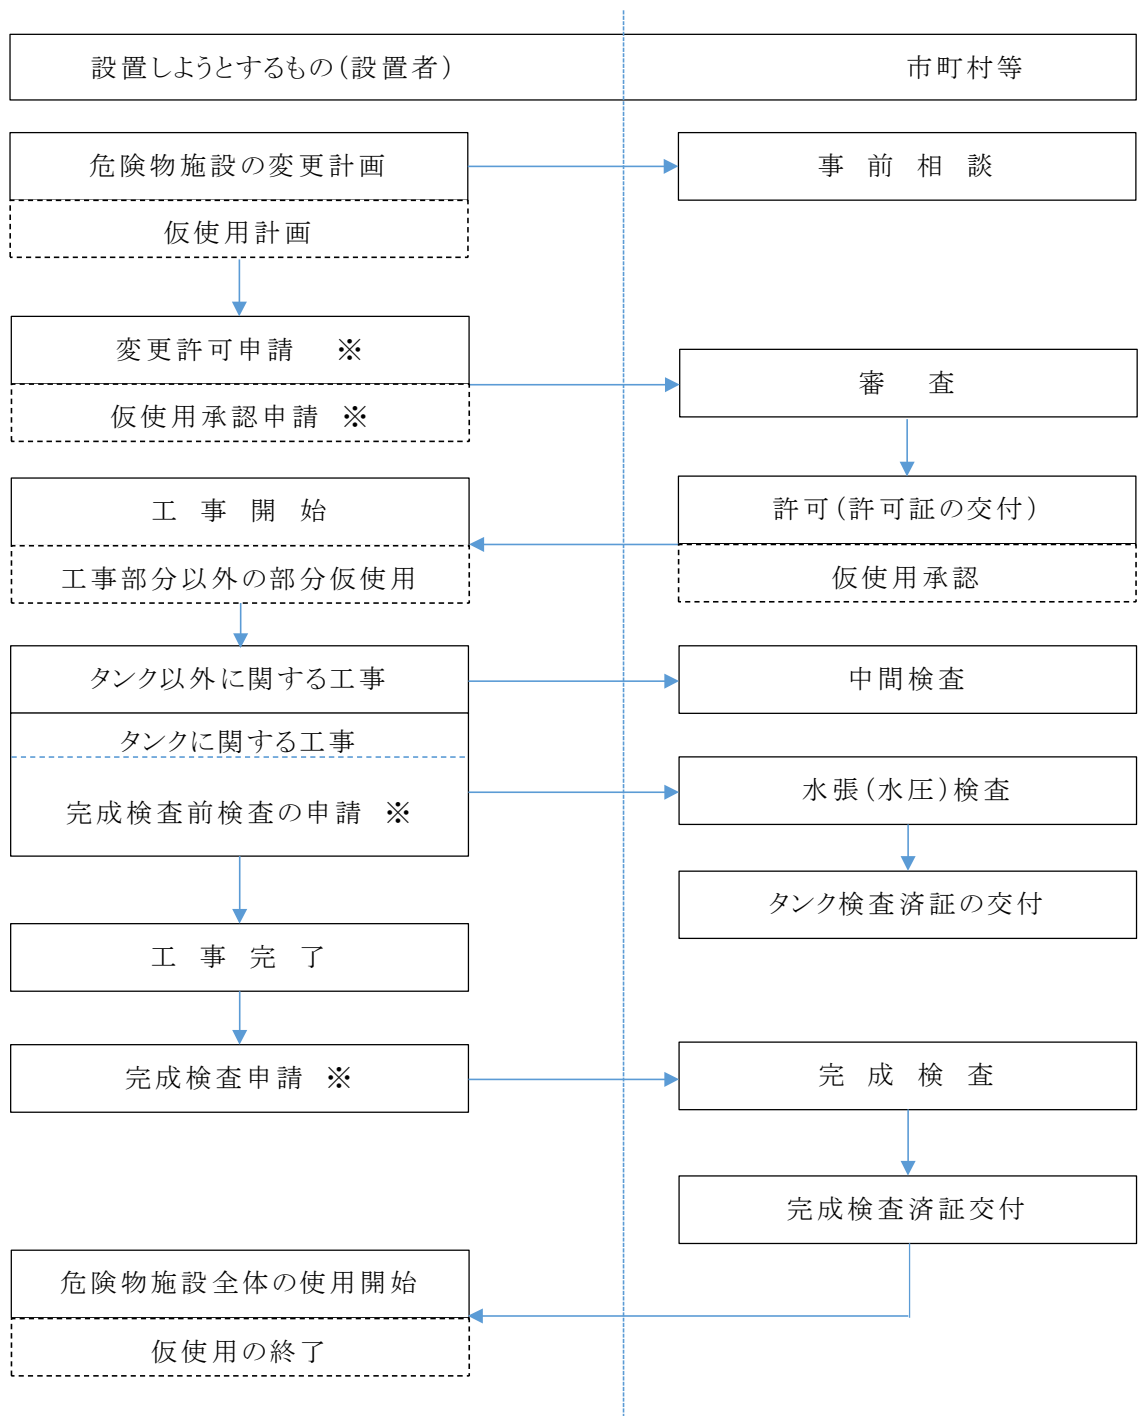 設置しようとするもの(設置者)
市町村等
危険物施設の変更計画
事前相談
仮使用計画
変更許可申請 ※
審査
仮使用承認申請 ※
工事開始
許可(許可証の交付)
工事部分以外の部分仮使用
仮使用承認
タンク以外に関する工事
中間検査
タンクに関する工事
水張(水圧)検査
完成検査前検査の申請 ※
タンク検査済証の交付
工事完了
完成検査申請 ※
完成検査
完成検査済証交付
危険物施設全体の使用開始
仮使用の終了